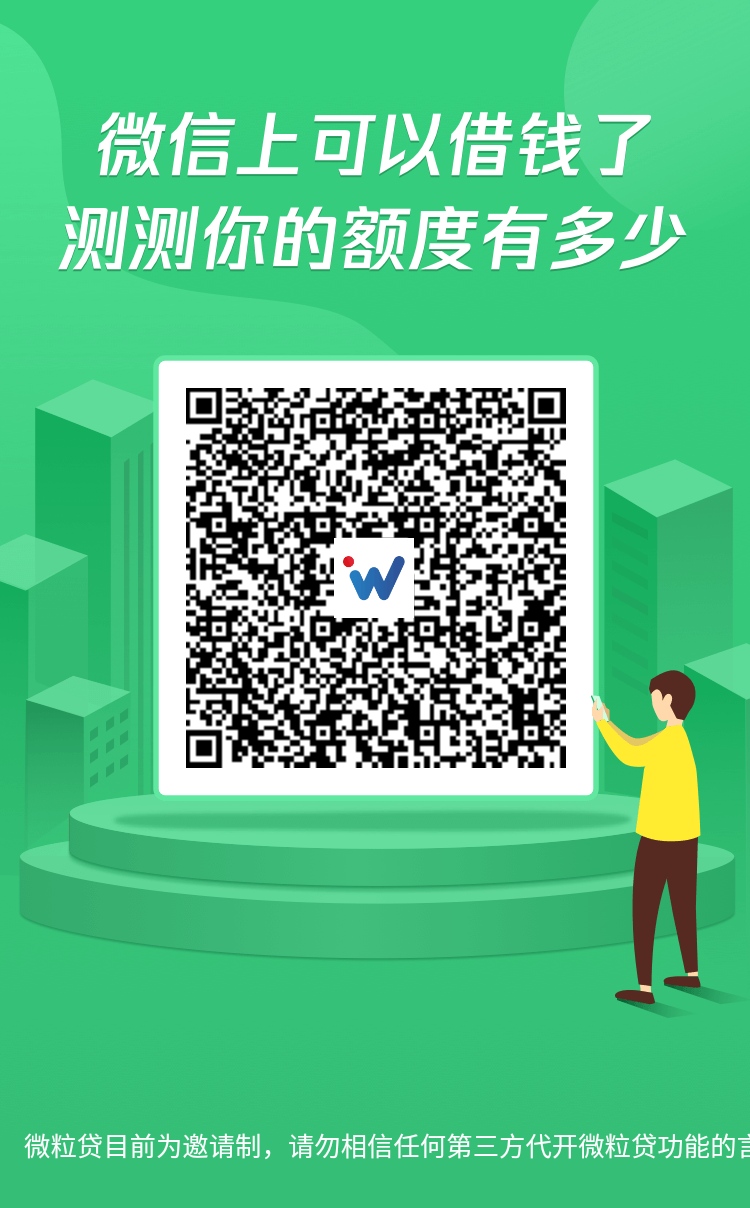 微信上可以借钱了
测测你的额度有多少
微粒贷目前为邀请制，请勿相信任何第三方代开微粒贷功能的言